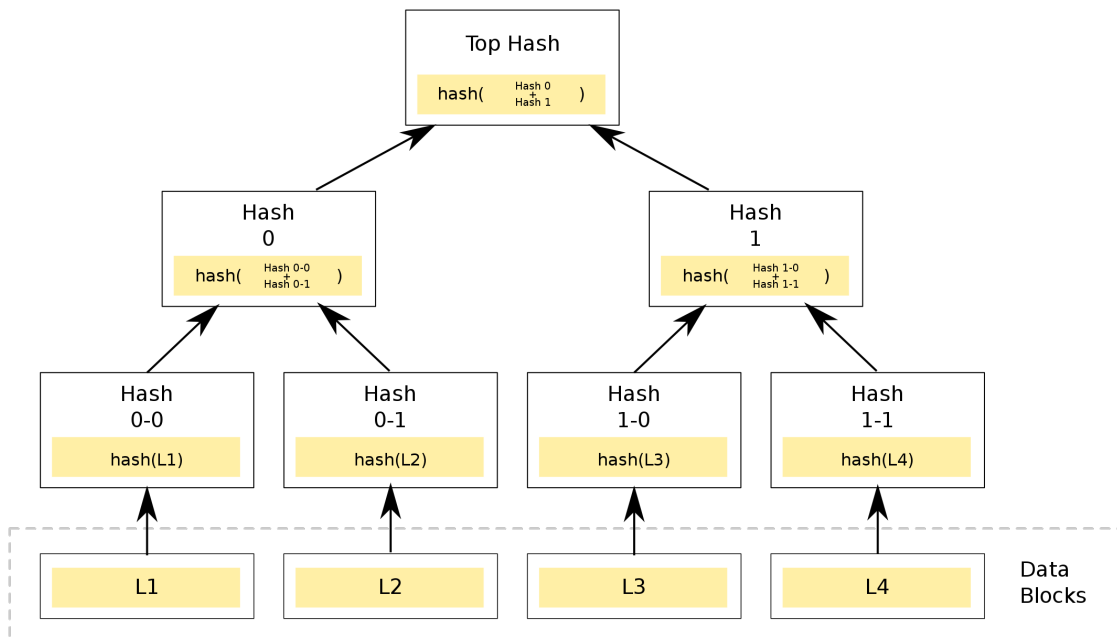 Top Hash
hash( Hash 0 + Hash 1 )
Hash
0
hash( Hash 0-0 + Hash 0-1 )
Hash
1
hash( Hash 1-0 + Hash 1-1 )
Hash
0-0
hash(L1)
Hash
0-1
hash(L2)
Hash
1-0
hash(L3)
Hash
1-1
hash(L4)
L1
L2
L3
L4
Data
Blocks